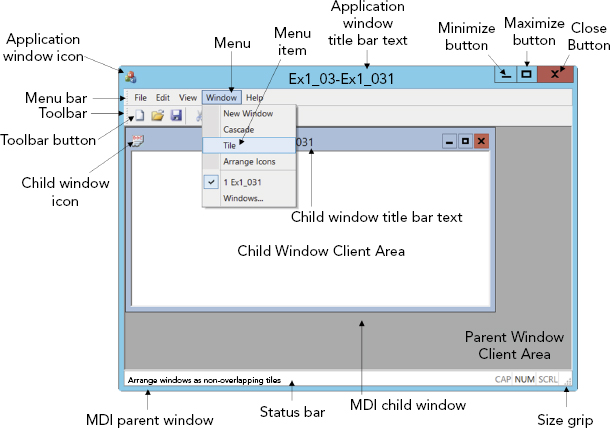 Application
window title bar text
Minimize
button
Maximize
button
Close
Button
Application
window icon
Menu
Menu
item
Ex1_03-Ex1_031
Menu bar
File Edit View Window Help
Toolbar
New Window
Cascade
Toolbar button
Tile
031
Arrange Icons
Child window
icon
1 Ex1_031
Windows...
Child window title bar text
Child Window Client Area
Parent Window
Client Area
Arrange windows as non-overlapping tiles
CAP NUM SCRL
MDI parent window
Status bar
MDI child window
Size grip